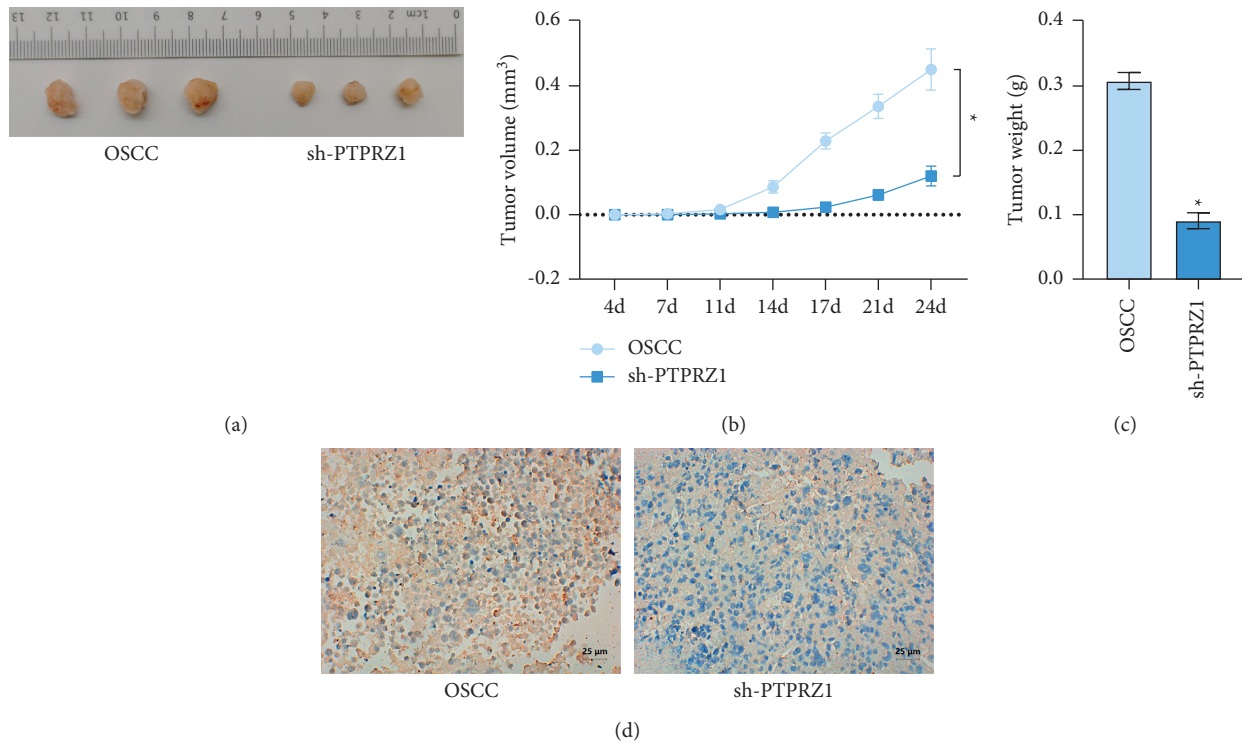 13 12 11 10 9 8 7 6 5 4 3 2 1cm 0
OSCC
sh-PTPRZ1
(a)
Tumor volume (mm³)
0.6
0.4
0.2
0.0
-0.2
4d 7d 11d 14d 17d 21d 24d
*
OSCC
sh-PTPRZ1
(b)
Tumor weight (g)
0.4
0.3
0.2
0.1
0.0
*
OSCC
sh-PTPRZ1
(c)
25 µm
25 µm
OSCC
sh-PTPRZ1
(d)